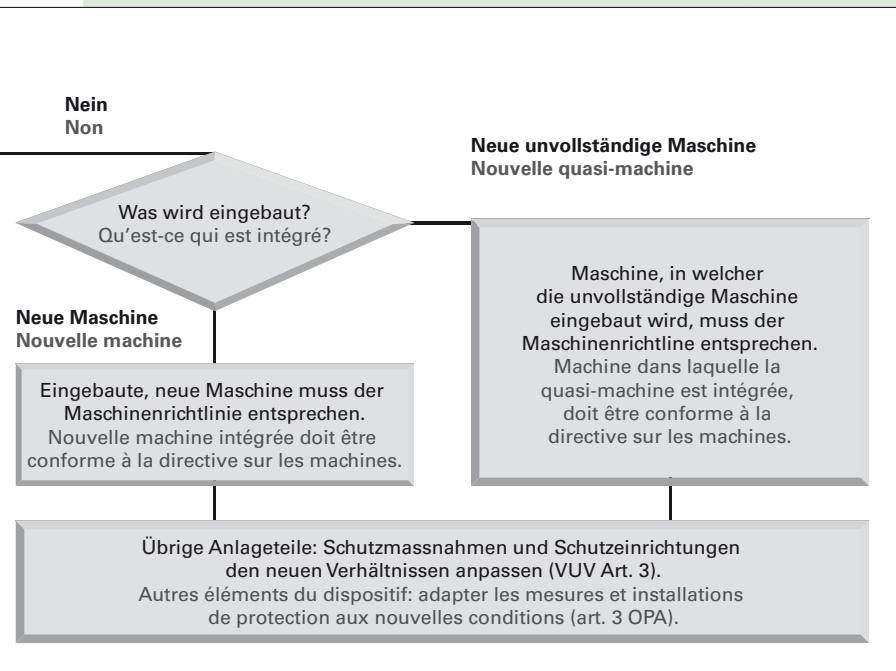 Nein
Non
Neue unvollständige Maschine
Nouvelle quasi-machine
Was wird eingebaut?
Qu’est-ce qui est intégré?
Maschine, in welcher
die unvollständige Maschine
eingebaut wird, muss der
Maschinenrichtline entsprechen.
Machine dans laquelle la
quasi-machine est intégrée,
doit être conforme à la
directive sur les machines.
Neue Maschine
Nouvelle machine
Eingebaute, neue Maschine muss der
Maschinenrichtlinie entsprechen.
Nouvelle machine intégrée doit être
conforme à la directive sur les machines.
Übrige Anlageteile: Schutzmassnahmen und Schutzeinrichtungen
den neuen Verhältnissen anpassen (VUV Art. 3).
Autres éléments du dispositif: adapter les mesures et installations
de protection aux nouvelles conditions (art. 3 OPA).